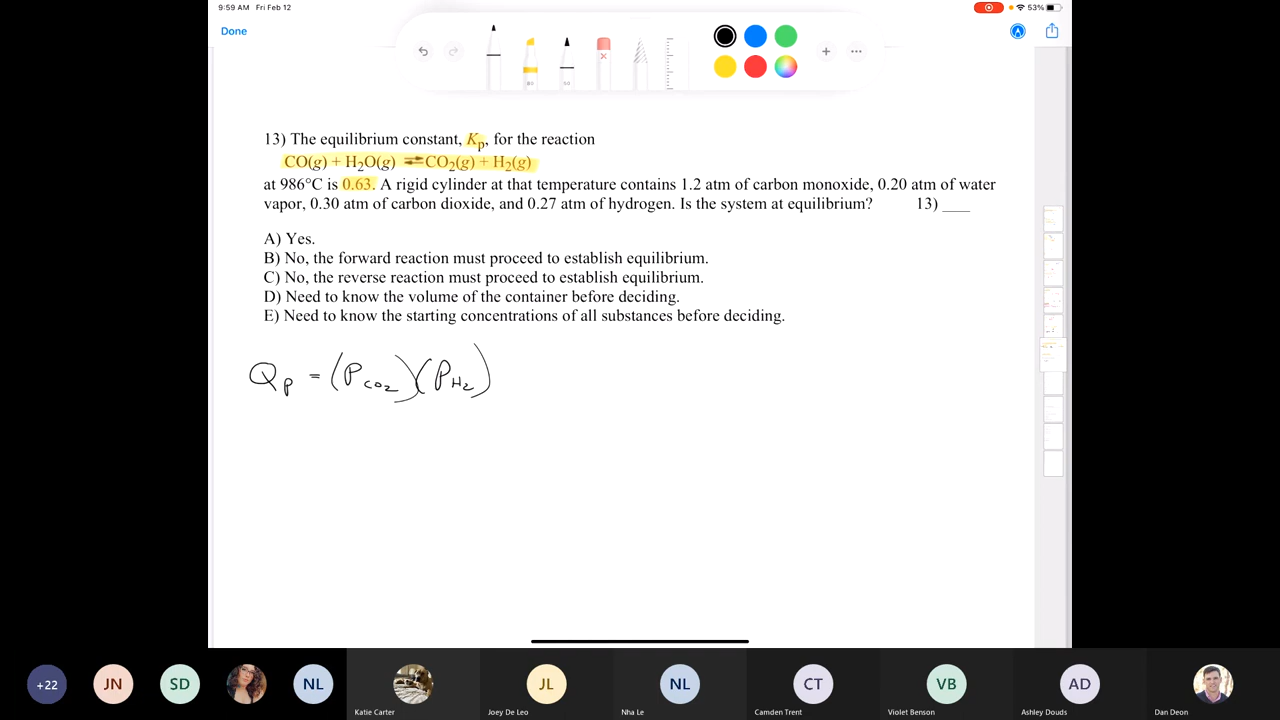 9:59 AM Fri Feb 12
53%
Done
13) The equilibrium constant, Kp, for the reaction
CO(g) + H2O(g) ⇌ CO2(g) + H2(g)
at 986°C is 0.63. A rigid cylinder at that temperature contains 1.2 atm of carbon monoxide, 0.20 atm of water
vapor, 0.30 atm of carbon dioxide, and 0.27 atm of hydrogen. Is the system at equilibrium? 13) ____
A) Yes.
B) No, the forward reaction must proceed to establish equilibrium.
C) No, the reverse reaction must proceed to establish equilibrium.
D) Need to know the volume of the container before deciding.
E) Need to know the starting concentrations of all substances before deciding.
Qp = (PCO2)(PH2)
+22 JN SD NL JL NL CT VB AD
Katie Carter Joey De Leo Nha Le Camden Trent Violet Benson Ashley Douds Dan Deon